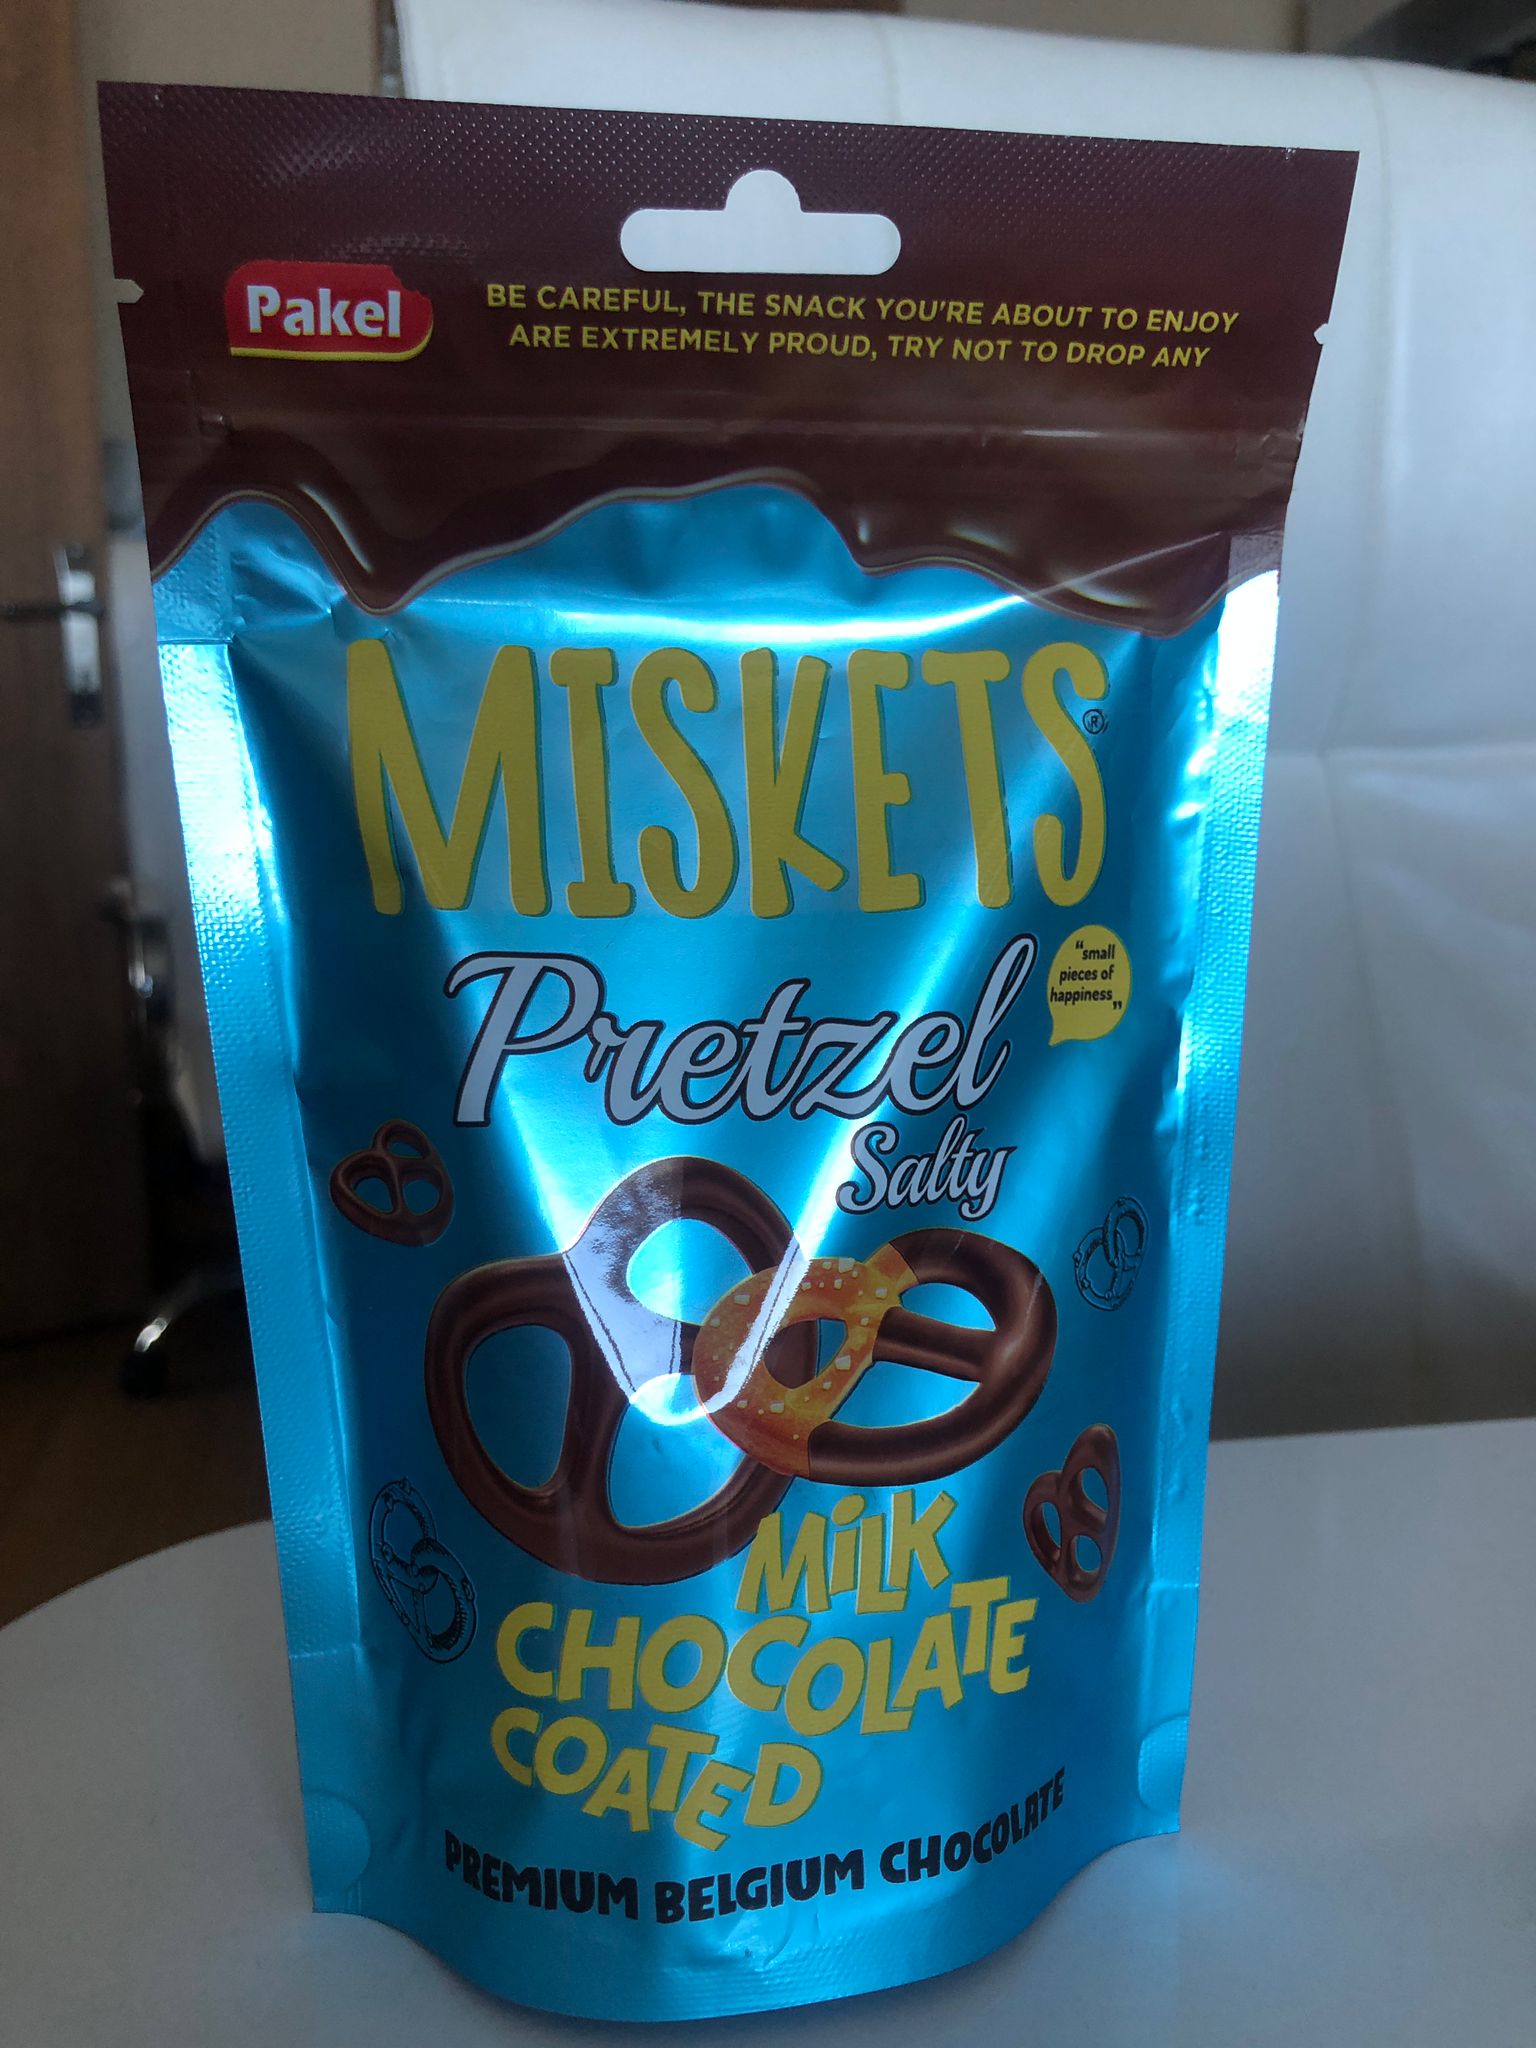 Pakel
BE CAREFUL, THE SNACK YOU'RE ABOUT TO ENJOY
ARE EXTREMELY PROUD, TRY NOT TO DROP ANY
MISKETS®
Pretzel
"small
pieces of
happiness"
Salty
MiLK
CHOCOLATE
COATED
PREMIUM BELGIUM CHOCOLATE